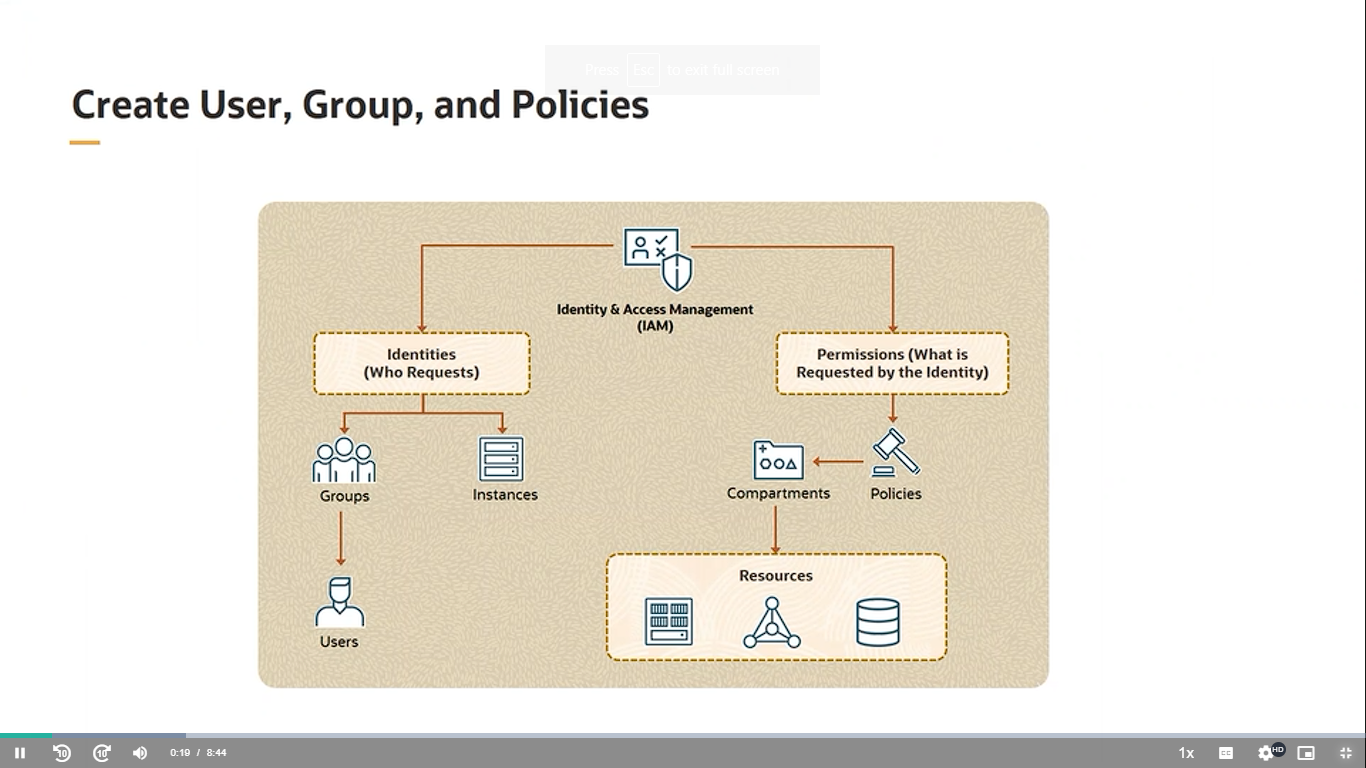 Press Esc to exit full screen
Create User, Group, and Policies
Identity & Access Management
(IAM)
Identities
(Who Requests)
Permissions (What is
Requested by the Identity)
Groups
Instances
Compartments
Policies
Resources
Users
10
10
0:19 / 8:44
1x
CC
HD